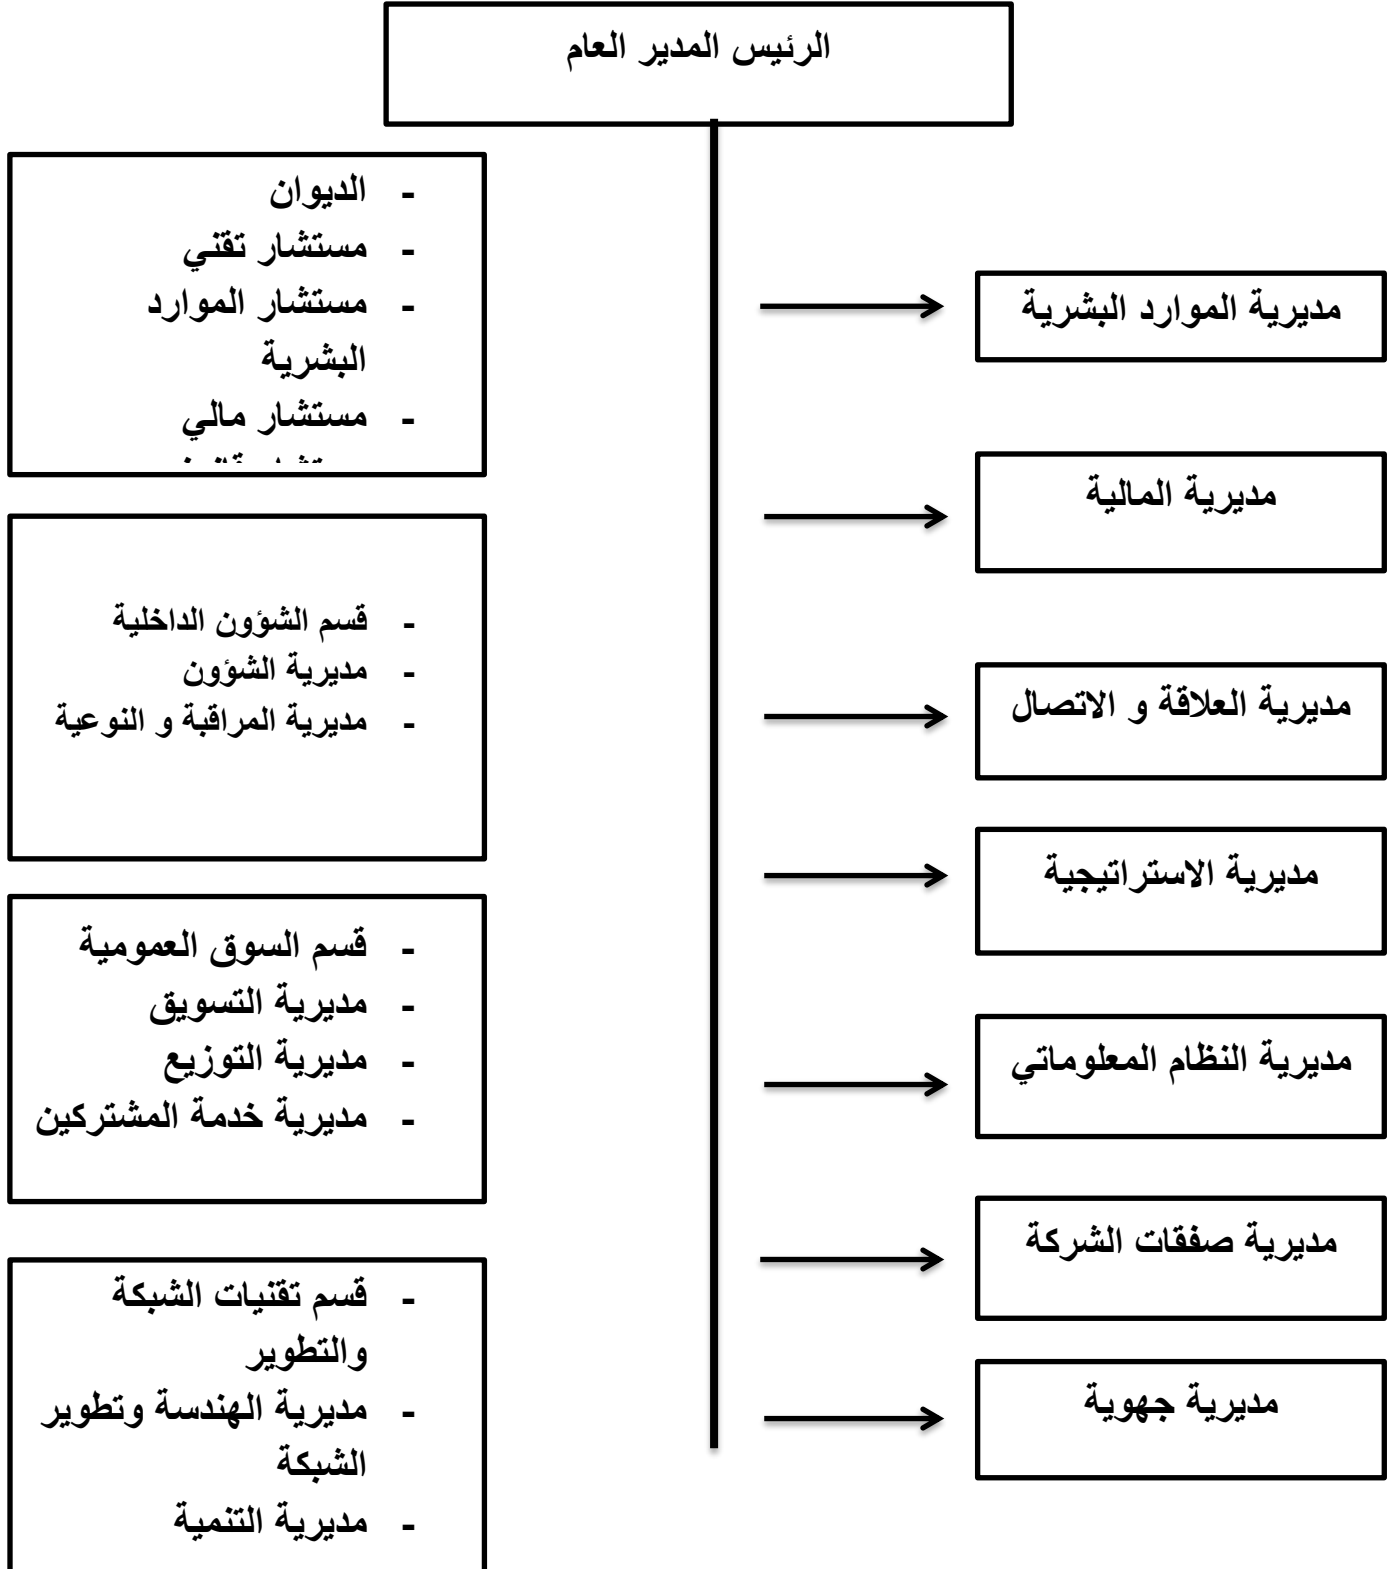 الرئيس المدير العام
- الديوان
- مستشار تقني
- مستشار الموارد
البشرية
- مستشار مالي
- قسم الشؤون الداخلية
- مديرية الشؤون
- مديرية المراقبة و النوعية
- قسم السوق العمومية
- مديرية التسويق
- مديرية التوزيع
- مديرية خدمة المشتركين
- قسم تقنيات الشبكة
والتطوير
- مديرية الهندسة وتطوير
الشبكة
- مديرية التنمية
مديرية الموارد البشرية
مديرية المالية
مديرية العلاقة و الاتصال
مديرية الاستراتيجية
مديرية النظام المعلوماتي
مديرية صفقات الشركة
مديرية جهوية